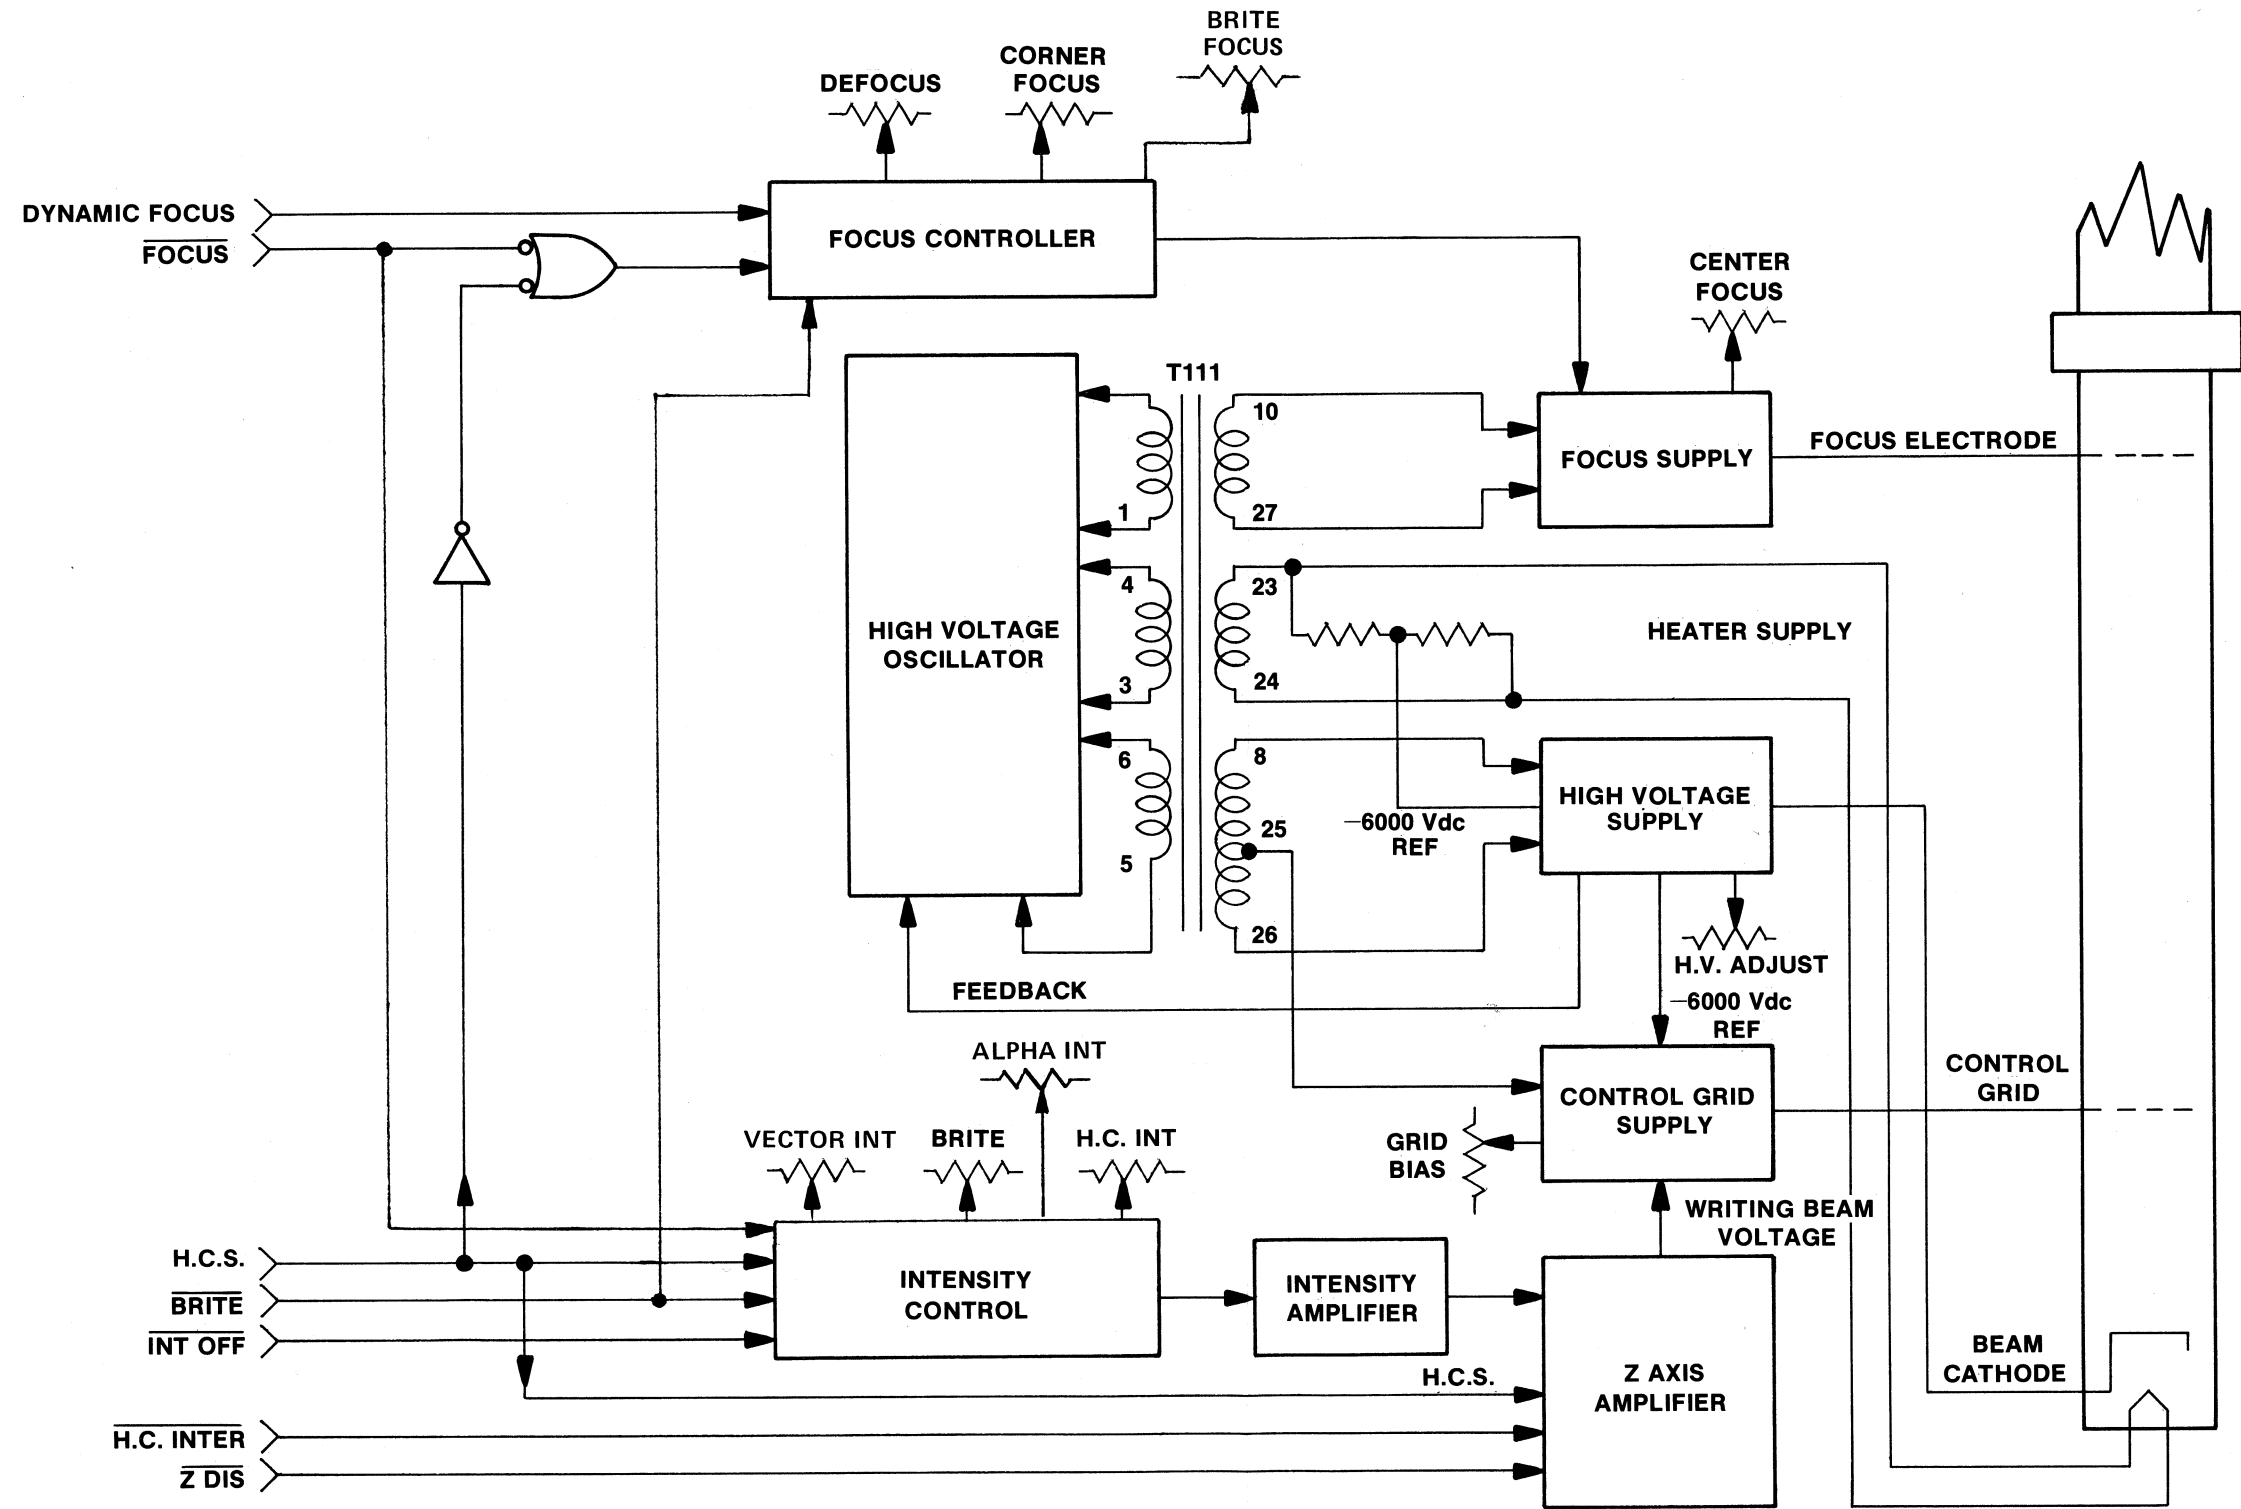 BRITE
FOCUS
CORNER
FOCUS
DEFOCUS
DYNAMIC FOCUS
FOCUS
FOCUS CONTROLLER
CENTER
FOCUS
T111
10
1
27
FOCUS SUPPLY
FOCUS ELECTRODE
4
23
HIGH VOLTAGE
OSCILLATOR
HEATER SUPPLY
3
24
6
8
25
5
26
−6000 Vdc
REF
HIGH VOLTAGE
SUPPLY
H.V. ADJUST
FEEDBACK
−6000 Vdc
REF
ALPHA INT
VECTOR INT
BRITE
H.C. INT
GRID
BIAS
CONTROL GRID
SUPPLY
CONTROL
GRID
WRITING BEAM
VOLTAGE
H.C.S.
BRITE
INT OFF
INTENSITY
CONTROL
INTENSITY
AMPLIFIER
H.C.S.
Z AXIS
AMPLIFIER
BEAM
CATHODE
H.C. INTER
Z DIS